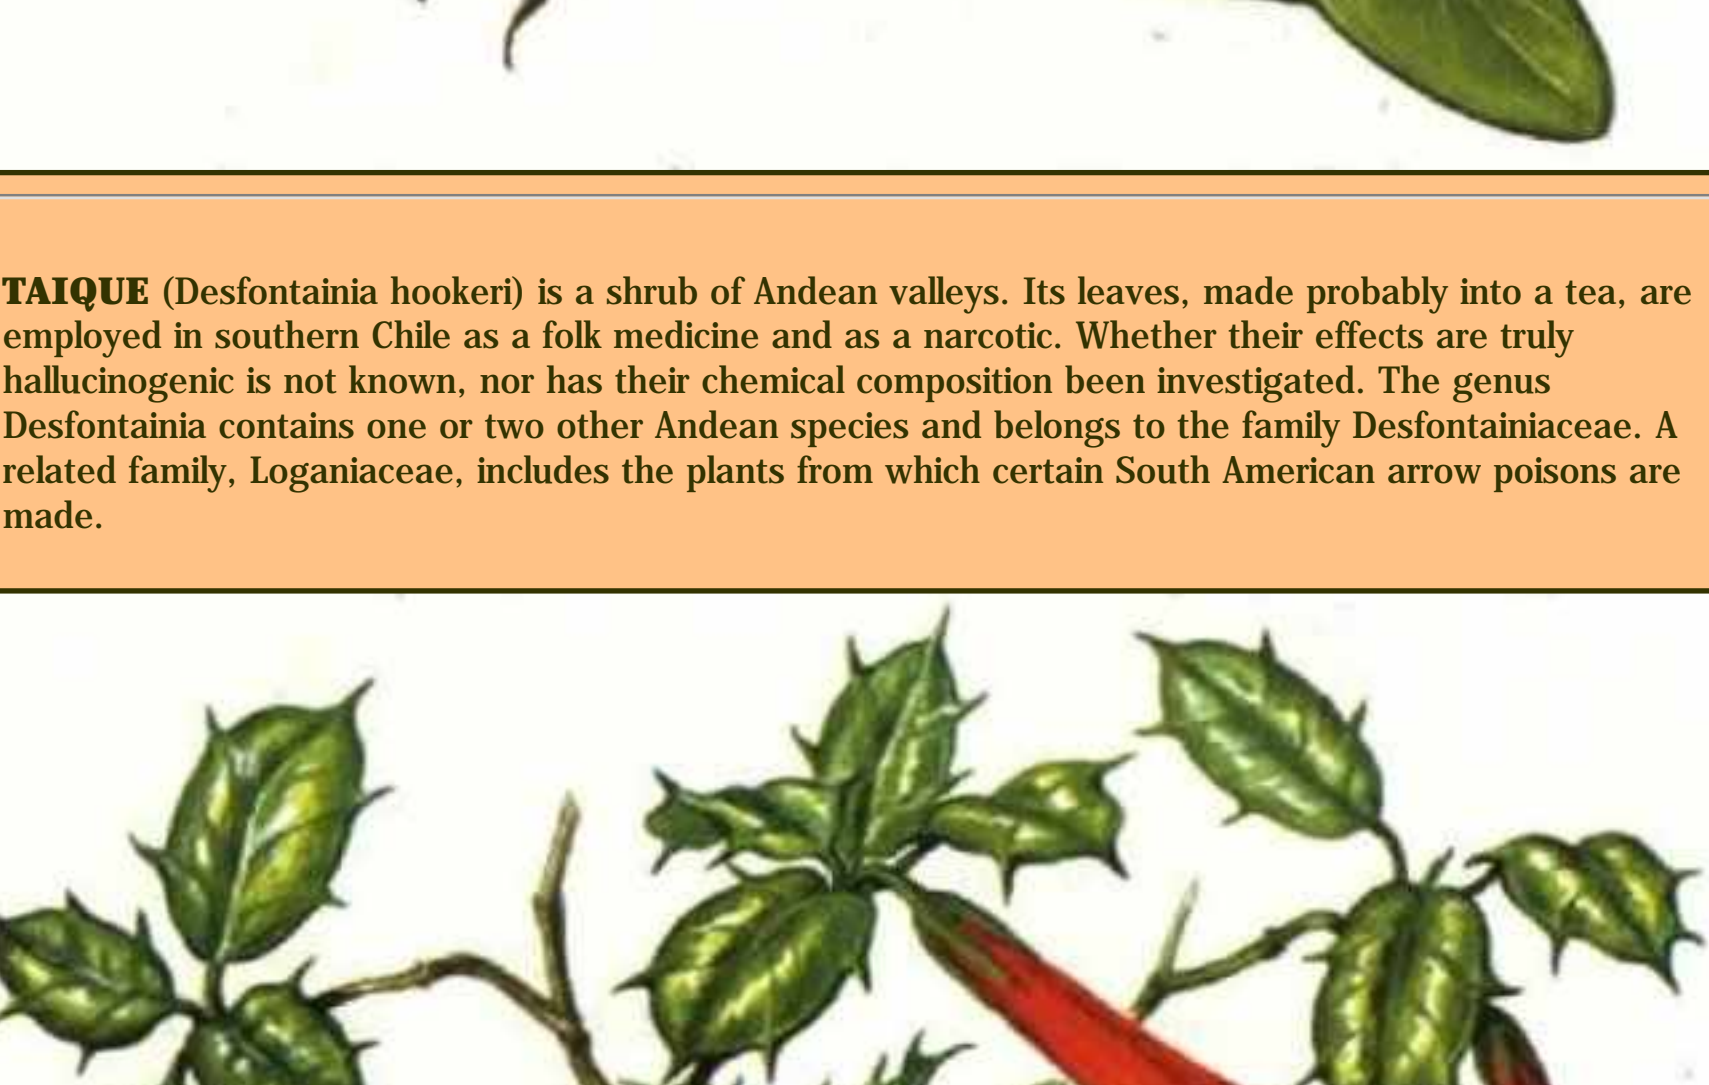 TAIQUE (Desfontainia hookeri) is a shrub of Andean valleys. Its leaves, made probably into a tea, are
employed in southern Chile as a folk medicine and as a narcotic. Whether their effects are truly
hallucinogenic is not known, nor has their chemical composition been investigated. The genus
Desfontainia contains one or two other Andean species and belongs to the family Desfontainiaceae. A
related family, Loganiaceae, includes the plants from which certain South American arrow poisons are
made.